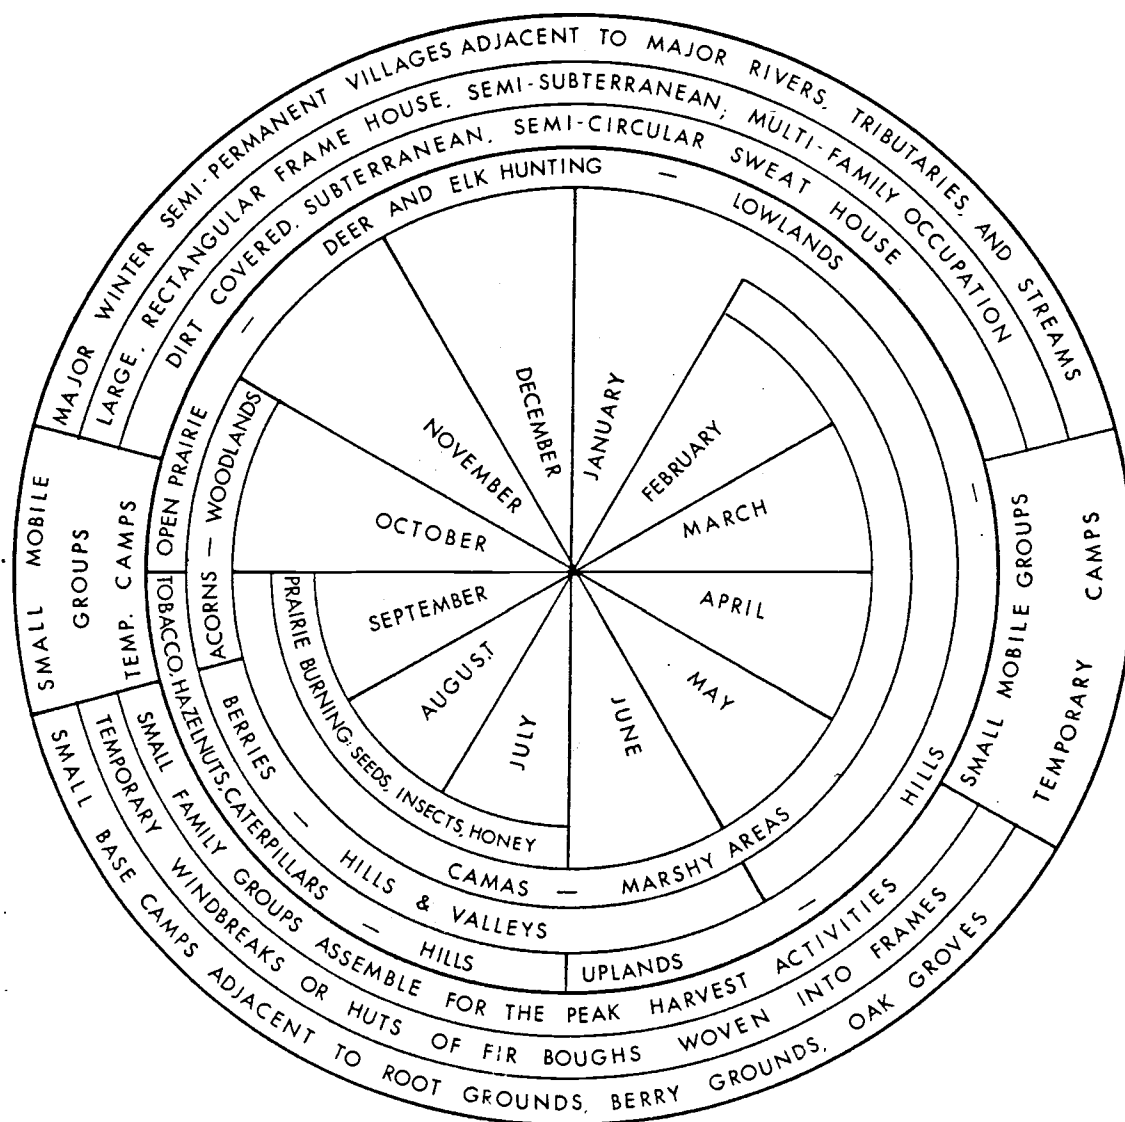 MAJOR WINTER SEMI-PERMANENT VILLAGES ADJACENT TO MAJOR RIVERS, TRIBUTARIES, AND STREAMS
LARGE, RECTANGULAR FRAME HOUSE, SEMI-SUBTERRANEAN; MULTI-FAMILY OCCUPATION
DIRT COVERED, SUBTERRANEAN, SEMI-CIRCULAR SWEAT HOUSE
OPEN PRAIRIE — DEER AND ELK HUNTING — LOWLANDS — HILLS — UPLANDS
SMALL MOBILE GROUPS
TEMPORARY CAMPS
SMALL MOBILE
GROUPS
TEMP. CAMPS
JANUARY
FEBRUARY
MARCH
APRIL
MAY
JUNE
JULY
AUGUST
SEPTEMBER
OCTOBER
NOVEMBER
DECEMBER
ACORNS — WOODLANDS
TOBACCO, HAZELNUTS, CATERPILLARS — HILLS
BERRIES — HILLS & VALLEYS
CAMAS — MARSHY AREAS
PRAIRIE BURNING: SEEDS, INSECTS, HONEY
SMALL FAMILY GROUPS ASSEMBLE FOR THE PEAK HARVEST ACTIVITIES
TEMPORARY WINDBREAKS OR HUTS OF FIR BOUGHS WOVEN INTO FRAMES
SMALL BASE CAMPS ADJACENT TO ROOT GROUNDS, BERRY GROUNDS, OAK GROVES